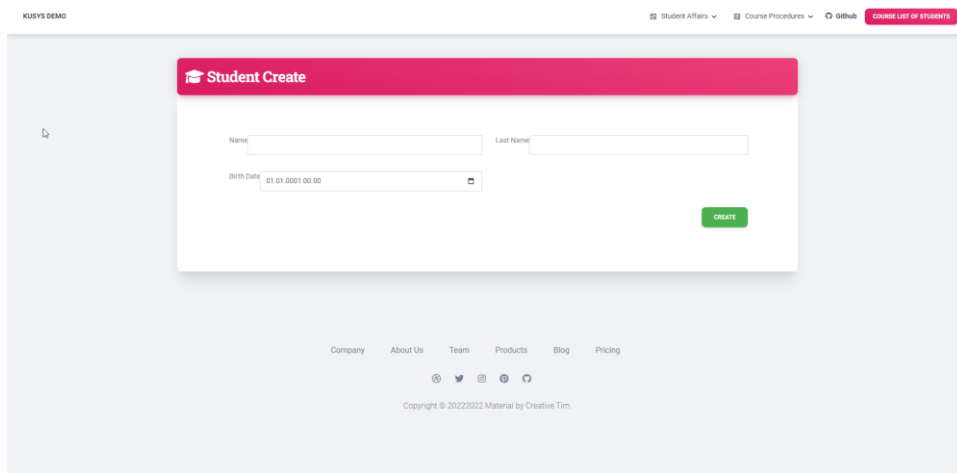 KUSYS DEMO Student Affairs Course Procedures Github COURSE LIST OF STUDENTS
Student Create
Name Last Name
Birth Date 01.01.0001 00:00
CREATE
Company About Us Team Products Blog Pricing
Copyright © 20222022 Material by Creative Tim.